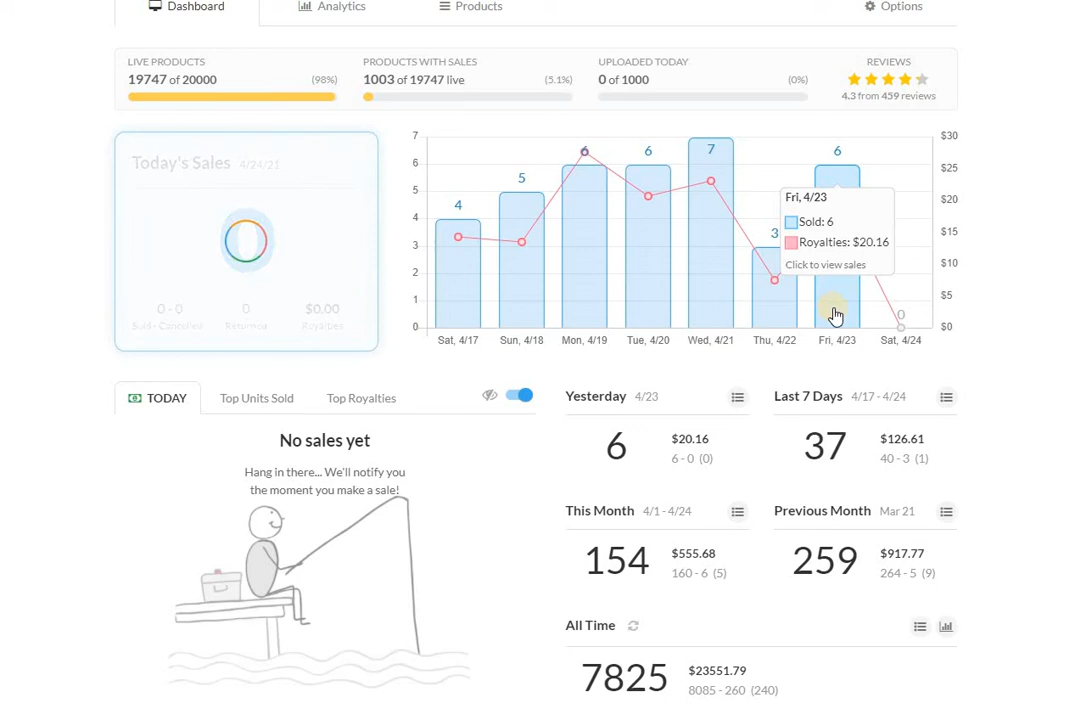 Dashboard Analytics Products Options
LIVE PRODUCTS
19747 of 20000 (98%)
PRODUCTS WITH SALES
1003 of 19747 live (5.1%)
UPLOADED TODAY
0 of 1000 (0%)
REVIEWS
4.3 from 459 reviews
Today's Sales 4/24/21
0
0 - 0 0 $0.00
Sold - Cancelled Returned Royalties
7
6
5
4
3
2
1
0
4 5 6 6 7 3 6 0
$30
$25
$20
$15
$10
$5
$0
Fri, 4/23
Sold: 6
Royalties: $20.16
Click to view sales
Sat, 4/17 Sun, 4/18 Mon, 4/19 Tue, 4/20 Wed, 4/21 Thu, 4/22 Fri, 4/23 Sat, 4/24
TODAY Top Units Sold Top Royalties
No sales yet
Hang in there... We'll notify you
the moment you make a sale!
Yesterday 4/23
6 $20.16
6 - 0 (0)
Last 7 Days 4/17 - 4/24
37 $126.61
40 - 3 (1)
This Month 4/1 - 4/24
154 $555.68
160 - 6 (5)
Previous Month Mar 21
259 $917.77
264 - 5 (9)
All Time
7825 $23551.79
8085 - 260 (240)